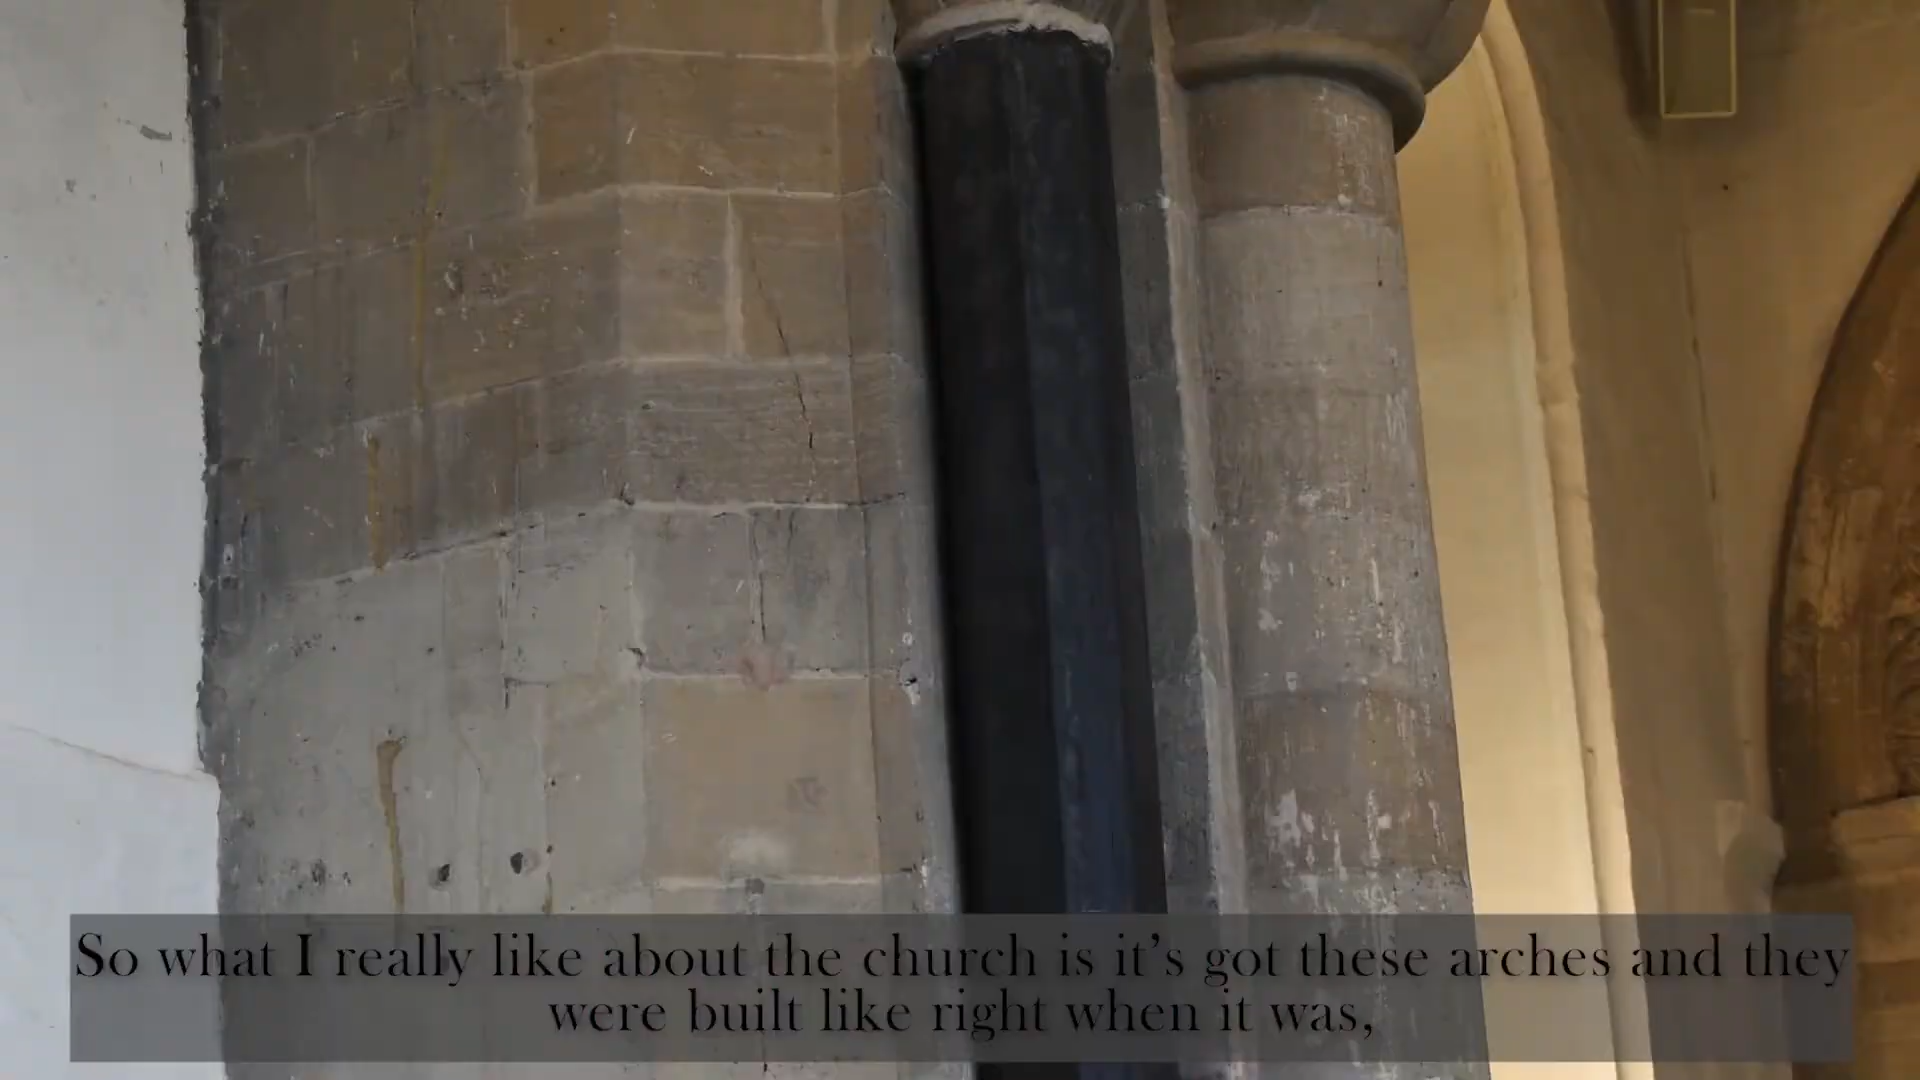 So what I really like about the church is it’s got these arches and they
were built like right when it was,